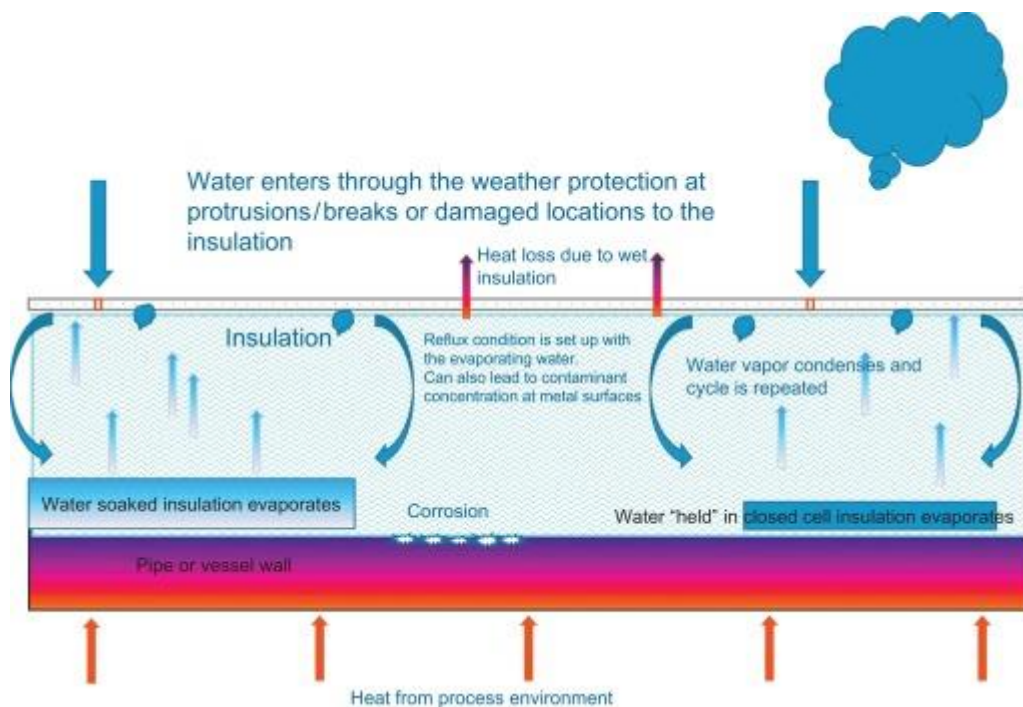 Water enters through the weather protection at
protrusions/breaks or damaged locations to the
insulation
Heat loss due to wet
insulation
Insulation
Reflux condition is set up with
the evaporating water.
Can also lead to contaminant
concentration at metal surfaces
Water vapor condenses and
cycle is repeated
Water soaked insulation evaporates
Corrosion
Water “held” in closed cell insulation evaporates
Pipe or vessel wall
Heat from process environment